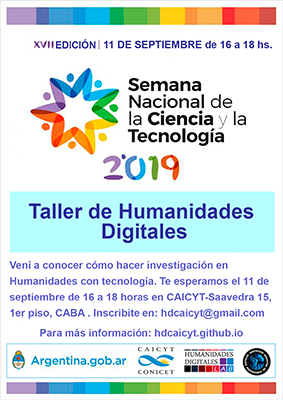 XVII EDICIÓN | 11 DE SEPTIEMBRE de 16 a 18 hs.
Semana
Nacional de
la Ciencia y la
Tecnología
2019
Taller de Humanidades
Digitales
Vení a conocer cómo hacer investigación en
Humanidades con tecnología. Te esperamos el 11 de
septiembre de 16 a 18 horas en CAICYT-Saavedra 15,
1er piso, CABA . Inscribite en: hdcaicyt@gmail.com
Para más información: hdcaicyt.github.io
Argentina.gob.ar
CAICYT
CONICET
HUMANIDADES
DIGITALES
LAB